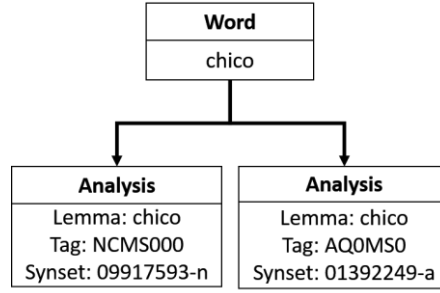 Word
chico
Analysis
Lemma: chico
Tag: NCMS000
Synset: 09917593-n
Analysis
Lemma: chico
Tag: AQ0MS0
Synset: 01392249-a